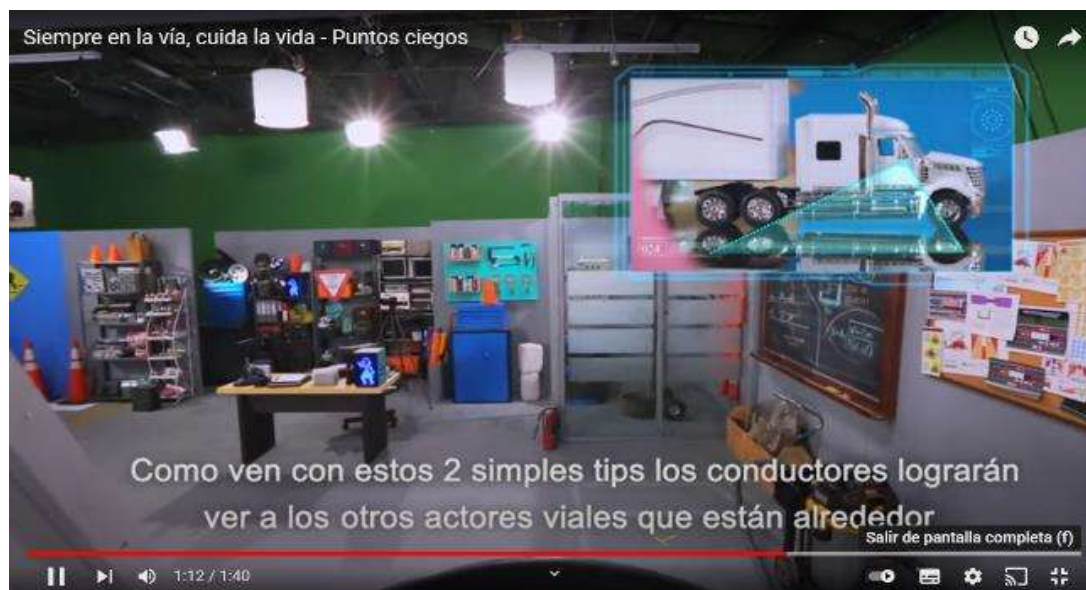 Siempre en la vía, cuida la vida - Puntos ciegos
024
Como ven con estos 2 simples tips los conductores lograrán
ver a los otros actores viales que están alrededor
Salir de pantalla completa (f)
1:12 / 1:40